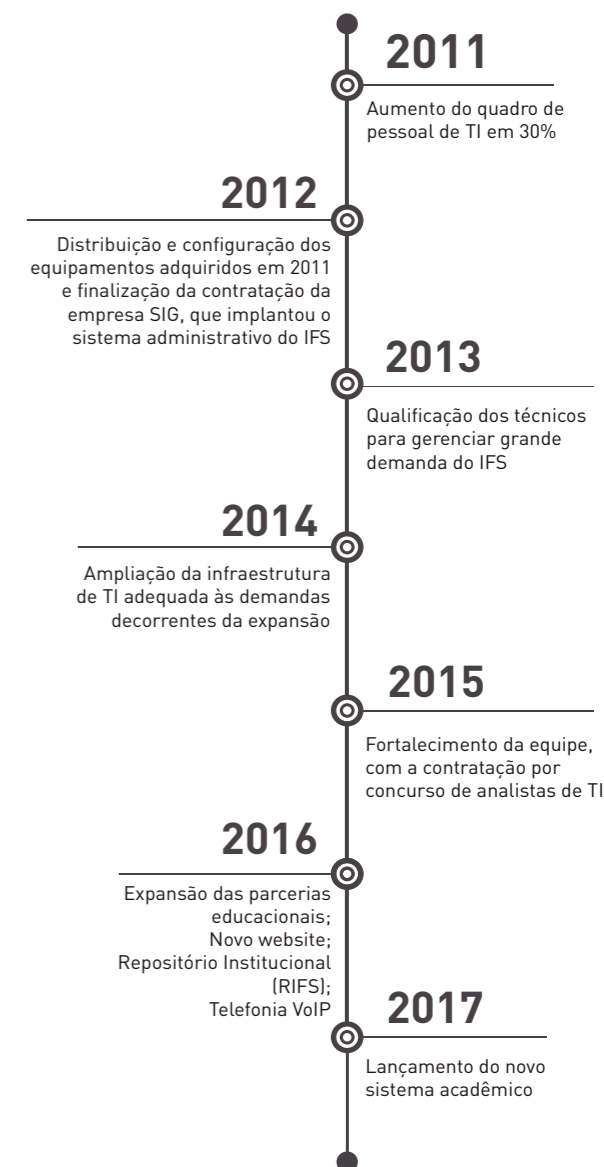 2011
Aumento do quadro de
pessoal de TI em 30%
2012
Distribuição e configuração dos
equipamentos adquiridos em 2011
e finalização da contratação da
empresa SIG, que implantou o
sistema administrativo do IFS
2013
Qualificação dos técnicos
para gerenciar grande
demanda do IFS
2014
Ampliação da infraestrutura
de TI adequada às demandas
decorrentes da expansão
2015
Fortalecimento da equipe,
com a contratação por
concurso de analistas de TI
2016
Expansão das parcerias
educacionais;
Novo website;
Repositório Institucional
(RIFS);
Telefonia VoIP
2017
Lançamento do novo
sistema acadêmico